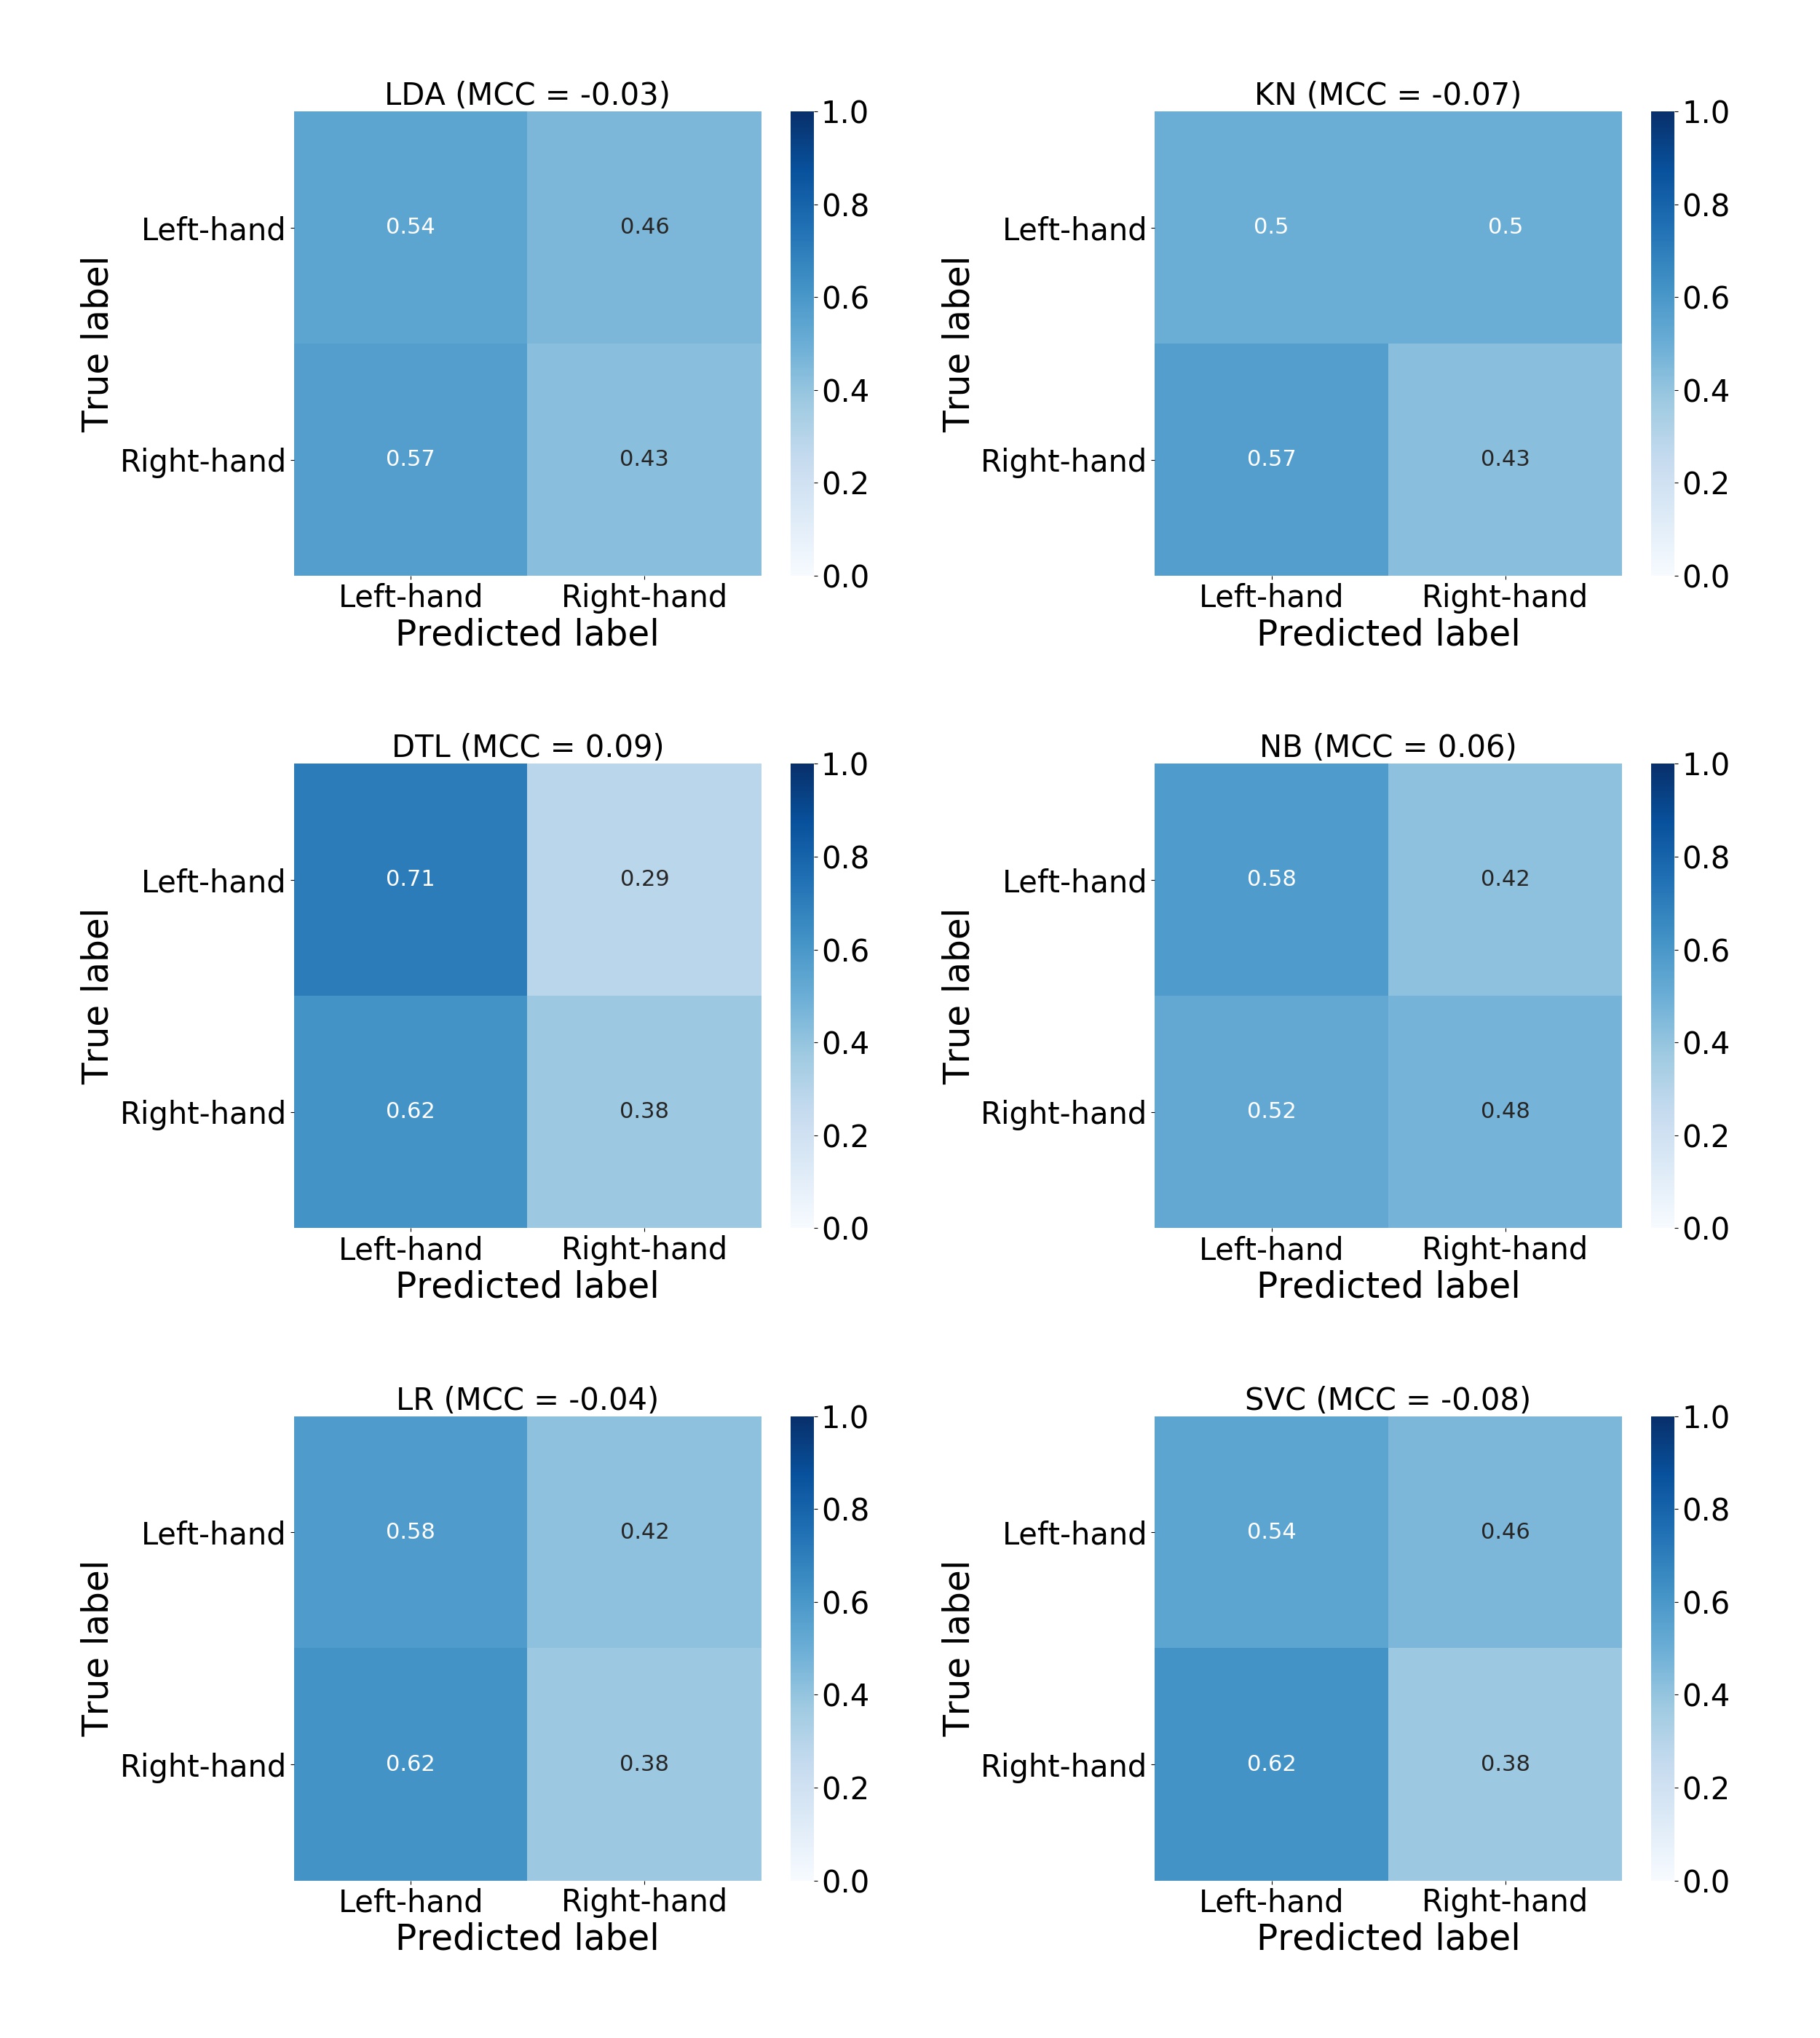 LDA (MCC = -0.03)
1.0
0.8
0.6
0.4
0.2
0.0
True label
Left-hand
Right-hand
0.54 0.46
0.57 0.43
Left-hand Right-hand
Predicted label
KN (MCC = -0.07)
1.0
0.8
0.6
0.4
0.2
0.0
True label
Left-hand
Right-hand
0.5 0.5
0.57 0.43
Left-hand Right-hand
Predicted label
DTL (MCC = 0.09)
1.0
0.8
0.6
0.4
0.2
0.0
True label
Left-hand
Right-hand
0.71 0.29
0.62 0.38
Left-hand Right-hand
Predicted label
NB (MCC = 0.06)
1.0
0.8
0.6
0.4
0.2
0.0
True label
Left-hand
Right-hand
0.58 0.42
0.52 0.48
Left-hand Right-hand
Predicted label
LR (MCC = -0.04)
1.0
0.8
0.6
0.4
0.2
0.0
True label
Left-hand
Right-hand
0.58 0.42
0.62 0.38
Left-hand Right-hand
Predicted label
SVC (MCC = -0.08)
1.0
0.8
0.6
0.4
0.2
0.0
True label
Left-hand
Right-hand
0.54 0.46
0.62 0.38
Left-hand Right-hand
Predicted label